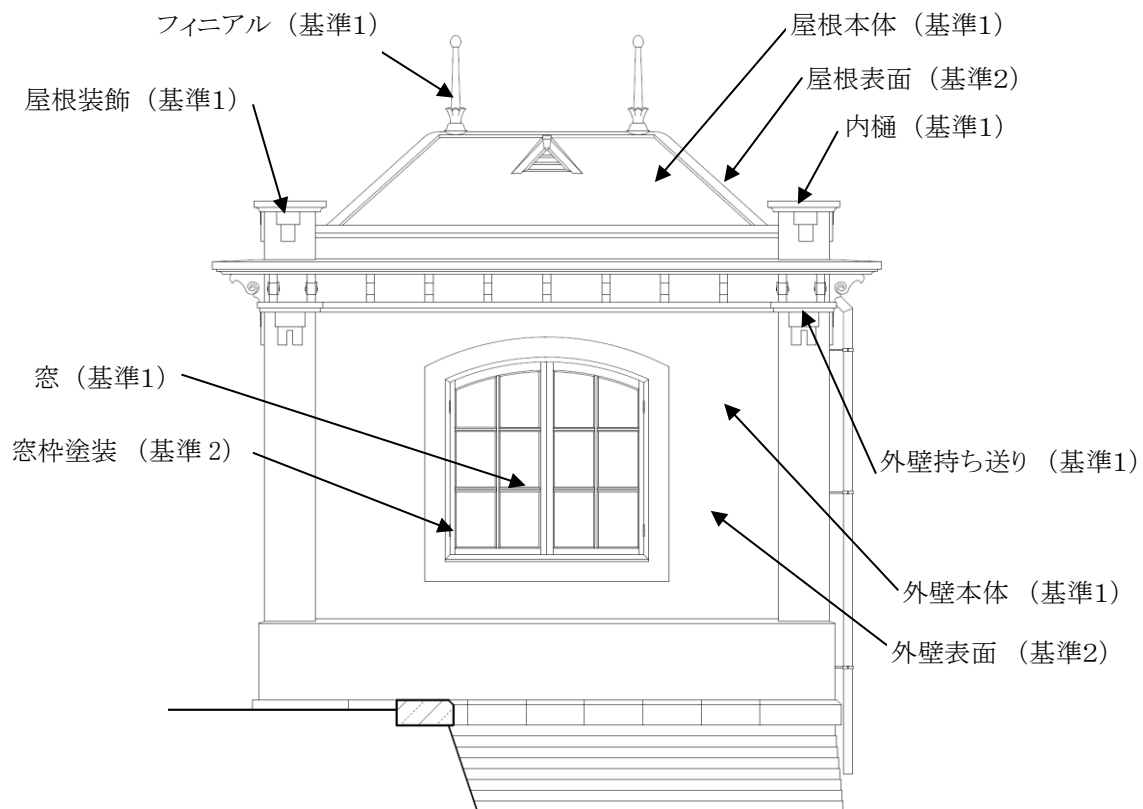 フィニアル（基準1）
屋根本体（基準1）
屋根表面（基準2）
屋根装飾（基準1）
内樋（基準1）
窓（基準1）
窓枠塗装（基準 2）
外壁持ち送り（基準1）
外壁本体（基準1）
外壁表面（基準2）